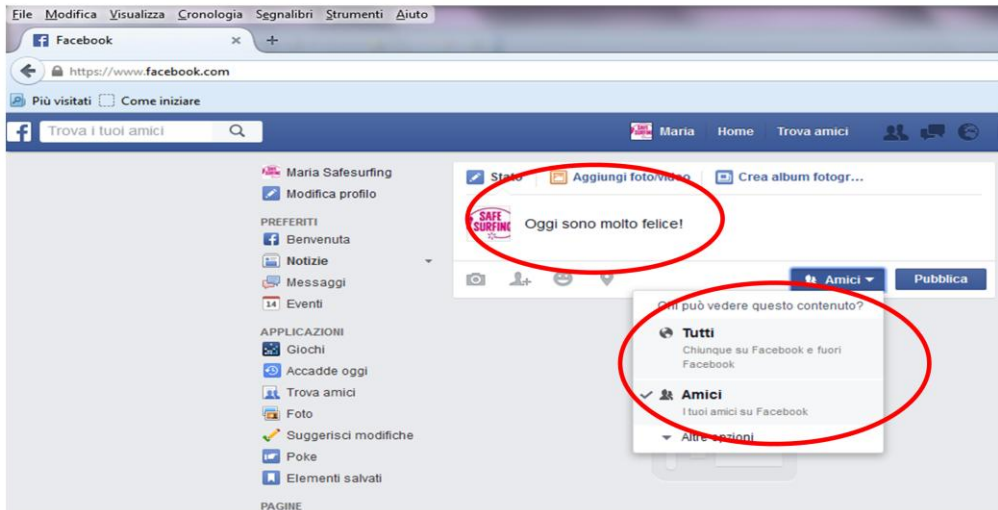 File Modifica Visualizza Cronologia Segnalibri Strumenti Aiuto
Facebook × +
https://www.facebook.com
Più visitati Come iniziare
f Trova i tuoi amici Maria Home Trova amici
Maria Safesurfing
Modifica profilo
PREFERITI
Benvenuta
Notizie
Messaggi
14 Eventi
APPLICAZIONI
Giochi
Accadde oggi
Trova amici
Foto
Suggerisci modifiche
Poke
Elementi salvati
PAGINE
Stato Aggiungi foto/video Crea album fotogr...
SAFE SURFING
Oggi sono molto felice!
Amici Pubblica
Chi può vedere questo contenuto?
Tutti
Chiunque su Facebook e fuori
Facebook
Amici
I tuoi amici su Facebook
Altre opzioni